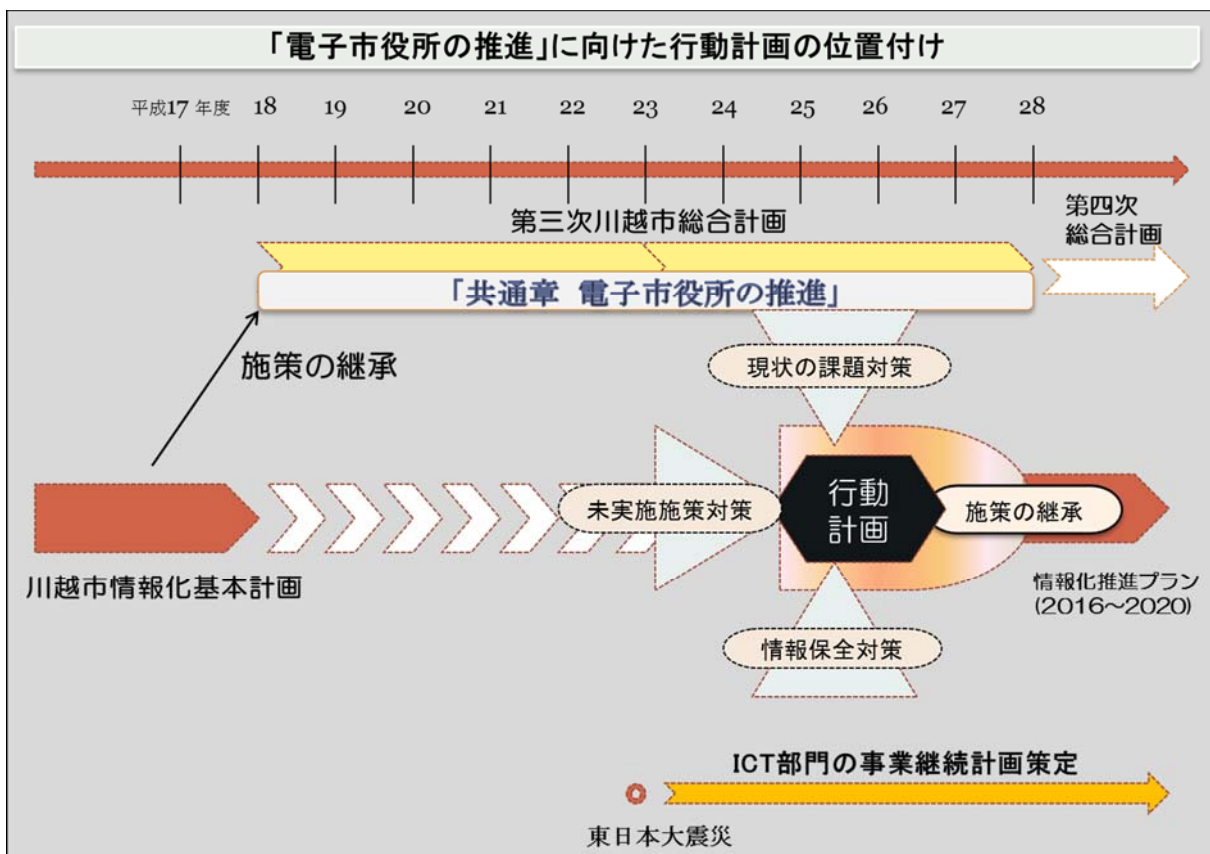 「電子市役所の推進」に向けた行動計画の位置付け
平成17 年度 18 19 20 21 22 23 24 25 26 27 28
第三次川越市総合計画
第四次
総合計画
「共通章 電子市役所の推進」
施策の継承
現状の課題対策
未実施施策対策
行動
計画
施策の継承
川越市情報化基本計画
情報化推進プラン
(2016～2020)
情報保全対策
ICT部門の事業継続計画策定
東日本大震災